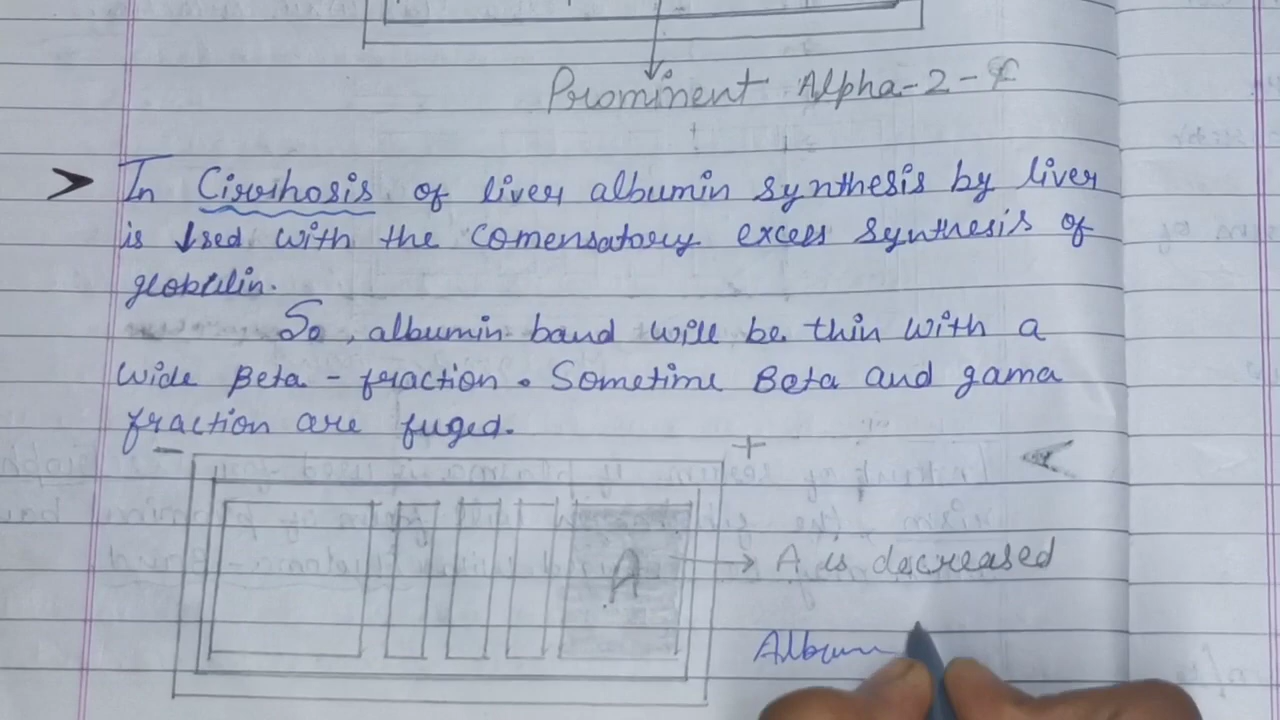 Prominent Alpha-2-
> In Cirrhosis of liver albumin synthesis by liver
is ↓sed with the comensatory excess synthesis of
globulin.
So, albumin band will be thin with a
wide Beta - fraction. Sometime Beta and gama
fraction are fuged.
− +
A → A is decreased
Album